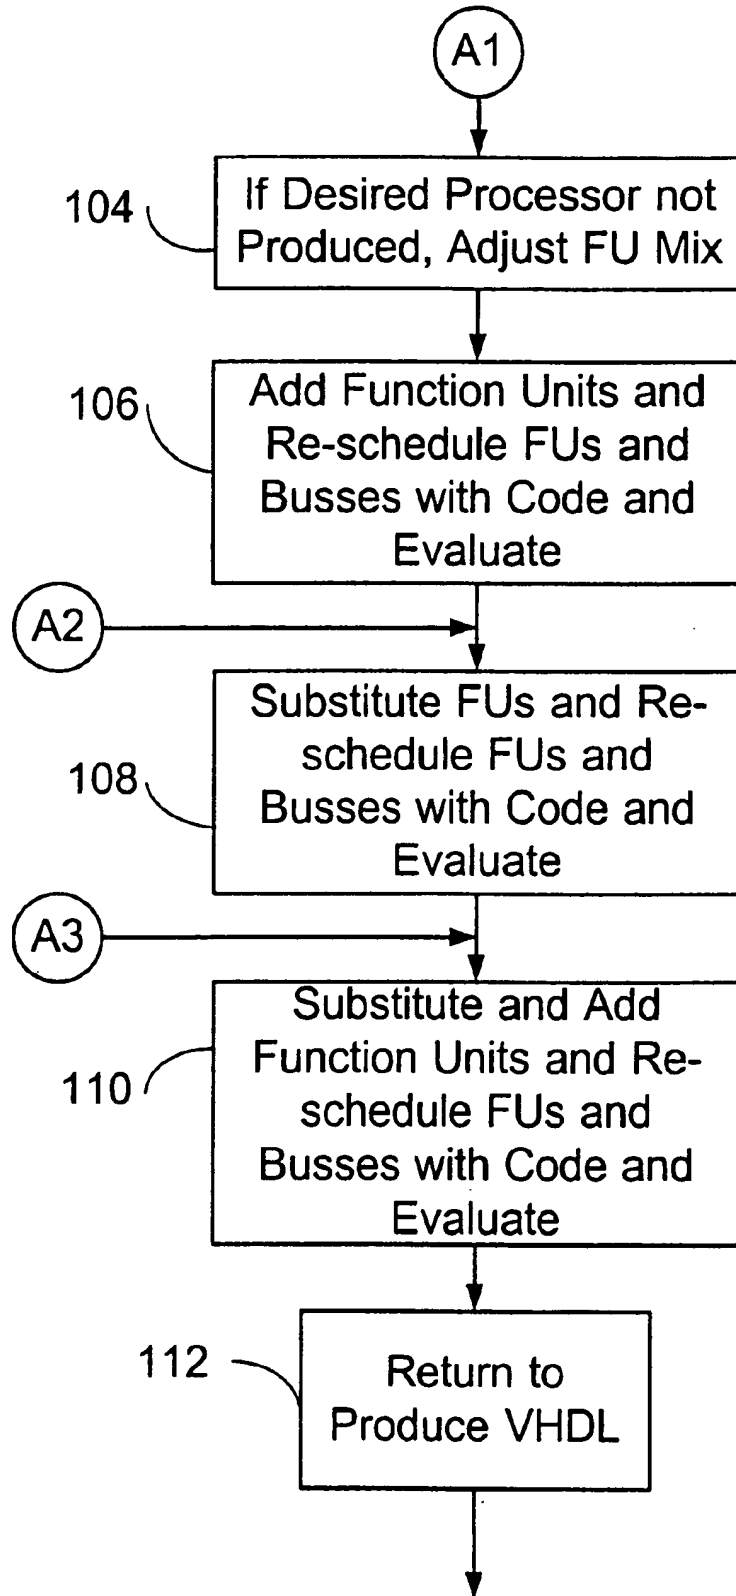 A1
104
If Desired Processor not
Produced, Adjust FU Mix
106
Add Function Units and
Re-schedule FUs and
Busses with Code and
Evaluate
A2
108
Substitute FUs and Re-
schedule FUs and
Busses with Code and
Evaluate
A3
110
Substitute and Add
Function Units and Re-
schedule FUs and
Busses with Code and
Evaluate
112
Return to
Produce VHDL